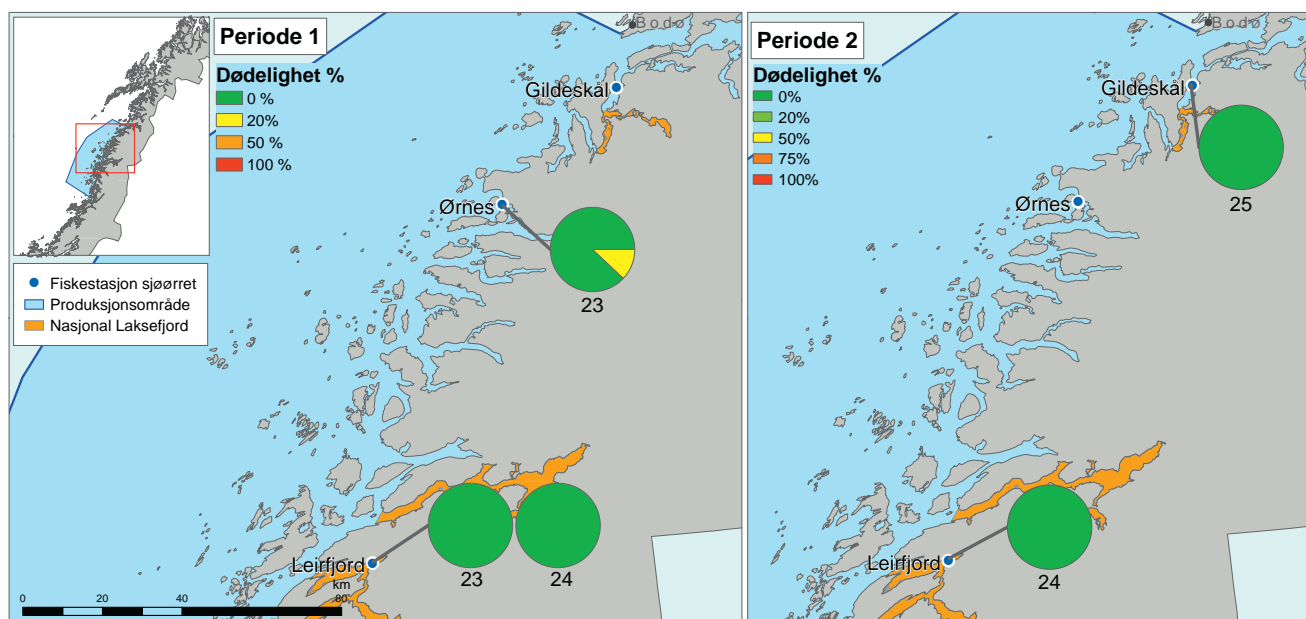 Periode 1
Dødelighet %
0 %
20%
50 %
100 %
Bodø
Gildeskål
Ørnes
23
Fiskestasjon sjøørret
Produksjonsområde
Nasjonal Laksefjord
Leirfjord
23
24
km
0
20
40
80
Periode 2
Dødelighet %
0%
20%
50%
75%
100%
Bodø
Gildeskål
25
Ørnes
Leirfjord
24